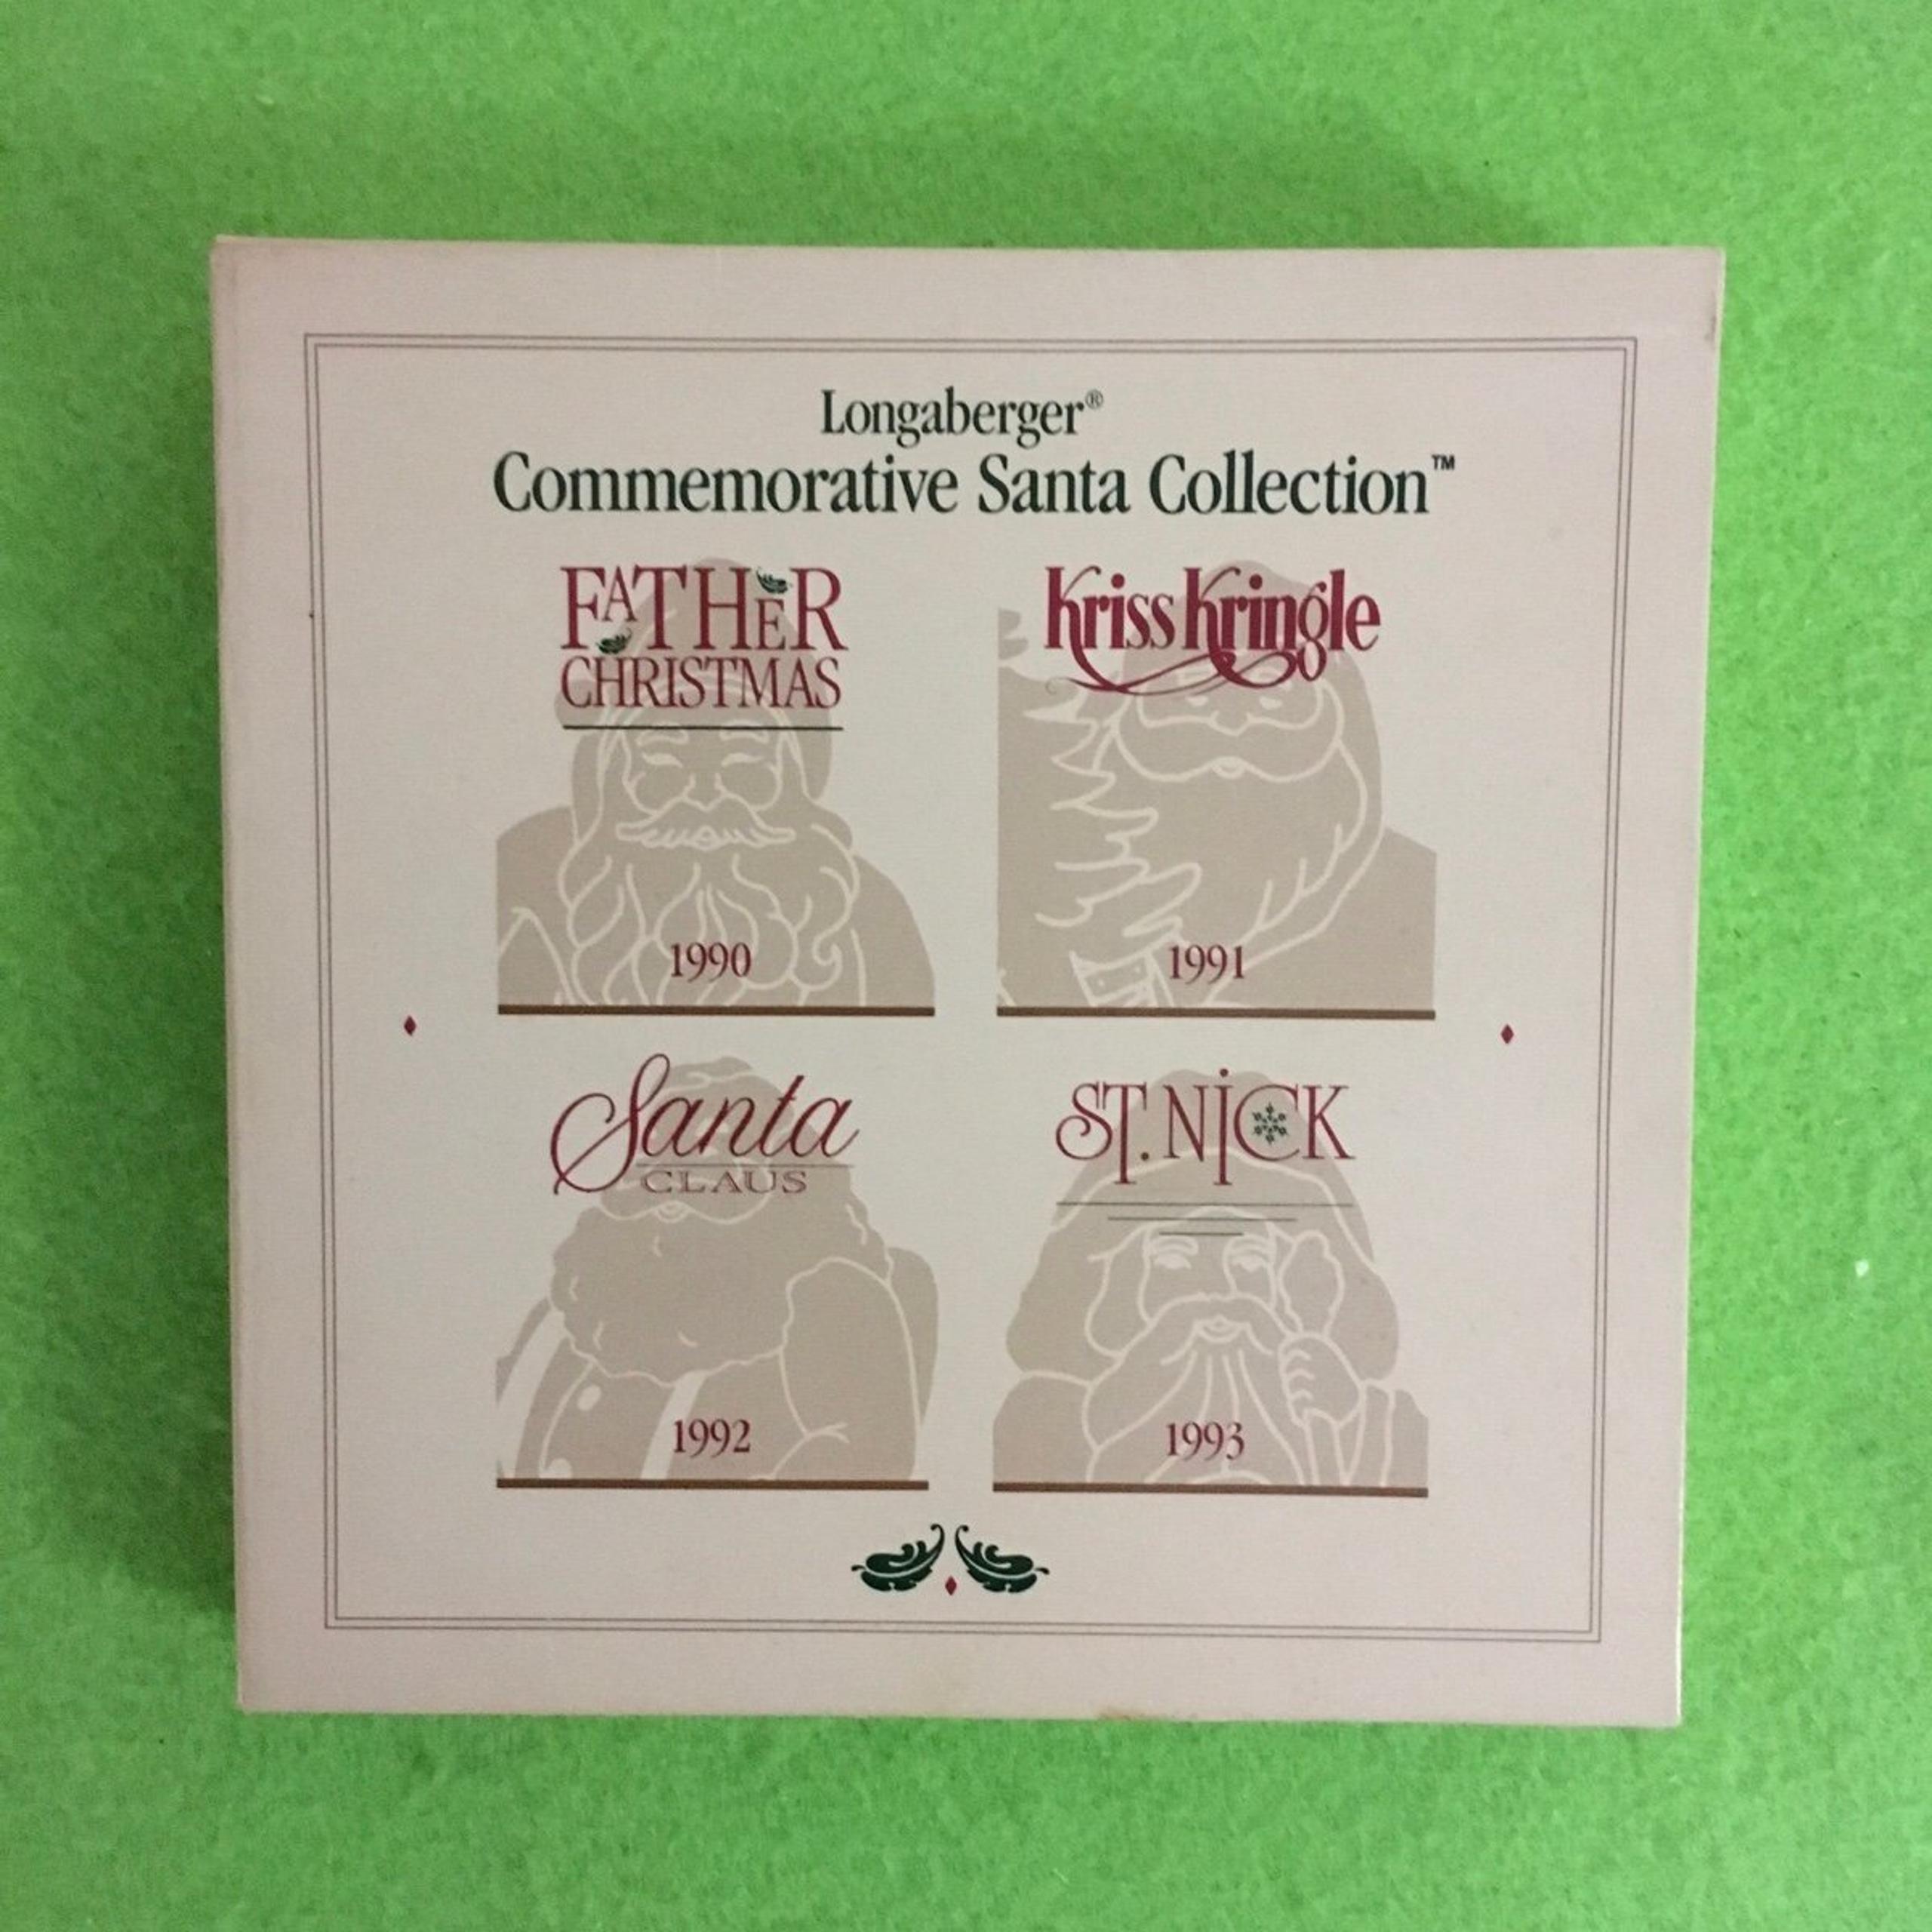 Longaberger®
Commemorative Santa Collection™
FATHER
CHRISTMAS
1990
Kriss Kringle
1991
Santa
CLAUS
1992
ST. NICK
1993